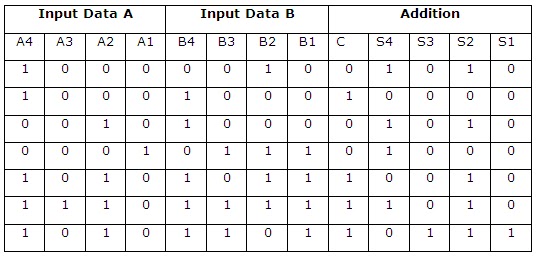 Input Data A Input Data B Addition
A4 A3 A2 A1 B4 B3 B2 B1 C S4 S3 S2 S1
1 0 0 0 0 0 1 0 0 1 0 1 0
1 0 0 0 1 0 0 0 1 0 0 0 0
0 0 1 0 1 0 0 0 0 1 0 1 0
0 0 0 1 0 1 1 1 0 1 0 0 0
1 0 1 0 1 0 1 1 1 0 0 1 0
1 1 1 0 1 1 1 1 1 1 0 1 0
1 0 1 0 1 1 0 1 1 0 1 1 1